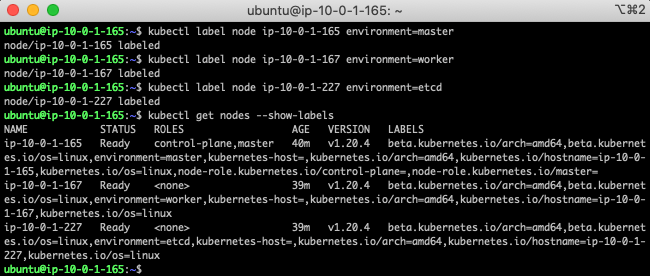 ubuntu@ip-10-0-1-165: ~
⌥⌘2
ubuntu@ip-10-0-1-165:~$ kubectl label node ip-10-0-1-165 environment=master
node/ip-10-0-1-165 labeled
ubuntu@ip-10-0-1-165:~$ kubectl label node ip-10-0-1-167 environment=worker
node/ip-10-0-1-167 labeled
ubuntu@ip-10-0-1-165:~$ kubectl label node ip-10-0-1-227 environment=etcd
node/ip-10-0-1-227 labeled
ubuntu@ip-10-0-1-165:~$ kubectl get nodes --show-labels
NAME STATUS ROLES AGE VERSION LABELS
ip-10-0-1-165 Ready control-plane,master 40m v1.20.4 beta.kubernetes.io/arch=amd64,beta.kubernet
es.io/os=linux,environment=master,kubernetes-host=,kubernetes.io/arch=amd64,kubernetes.io/hostname=ip-10-0-
1-165,kubernetes.io/os=linux,node-role.kubernetes.io/control-plane=,node-role.kubernetes.io/master=
ip-10-0-1-167 Ready <none> 39m v1.20.4 beta.kubernetes.io/arch=amd64,beta.kubernet
es.io/os=linux,environment=worker,kubernetes-host=,kubernetes.io/arch=amd64,kubernetes.io/hostname=ip-10-0-
1-167,kubernetes.io/os=linux
ip-10-0-1-227 Ready <none> 39m v1.20.4 beta.kubernetes.io/arch=amd64,beta.kubernet
es.io/os=linux,environment=etcd,kubernetes-host=,kubernetes.io/arch=amd64,kubernetes.io/hostname=ip-10-0-1-
227,kubernetes.io/os=linux
ubuntu@ip-10-0-1-165:~$